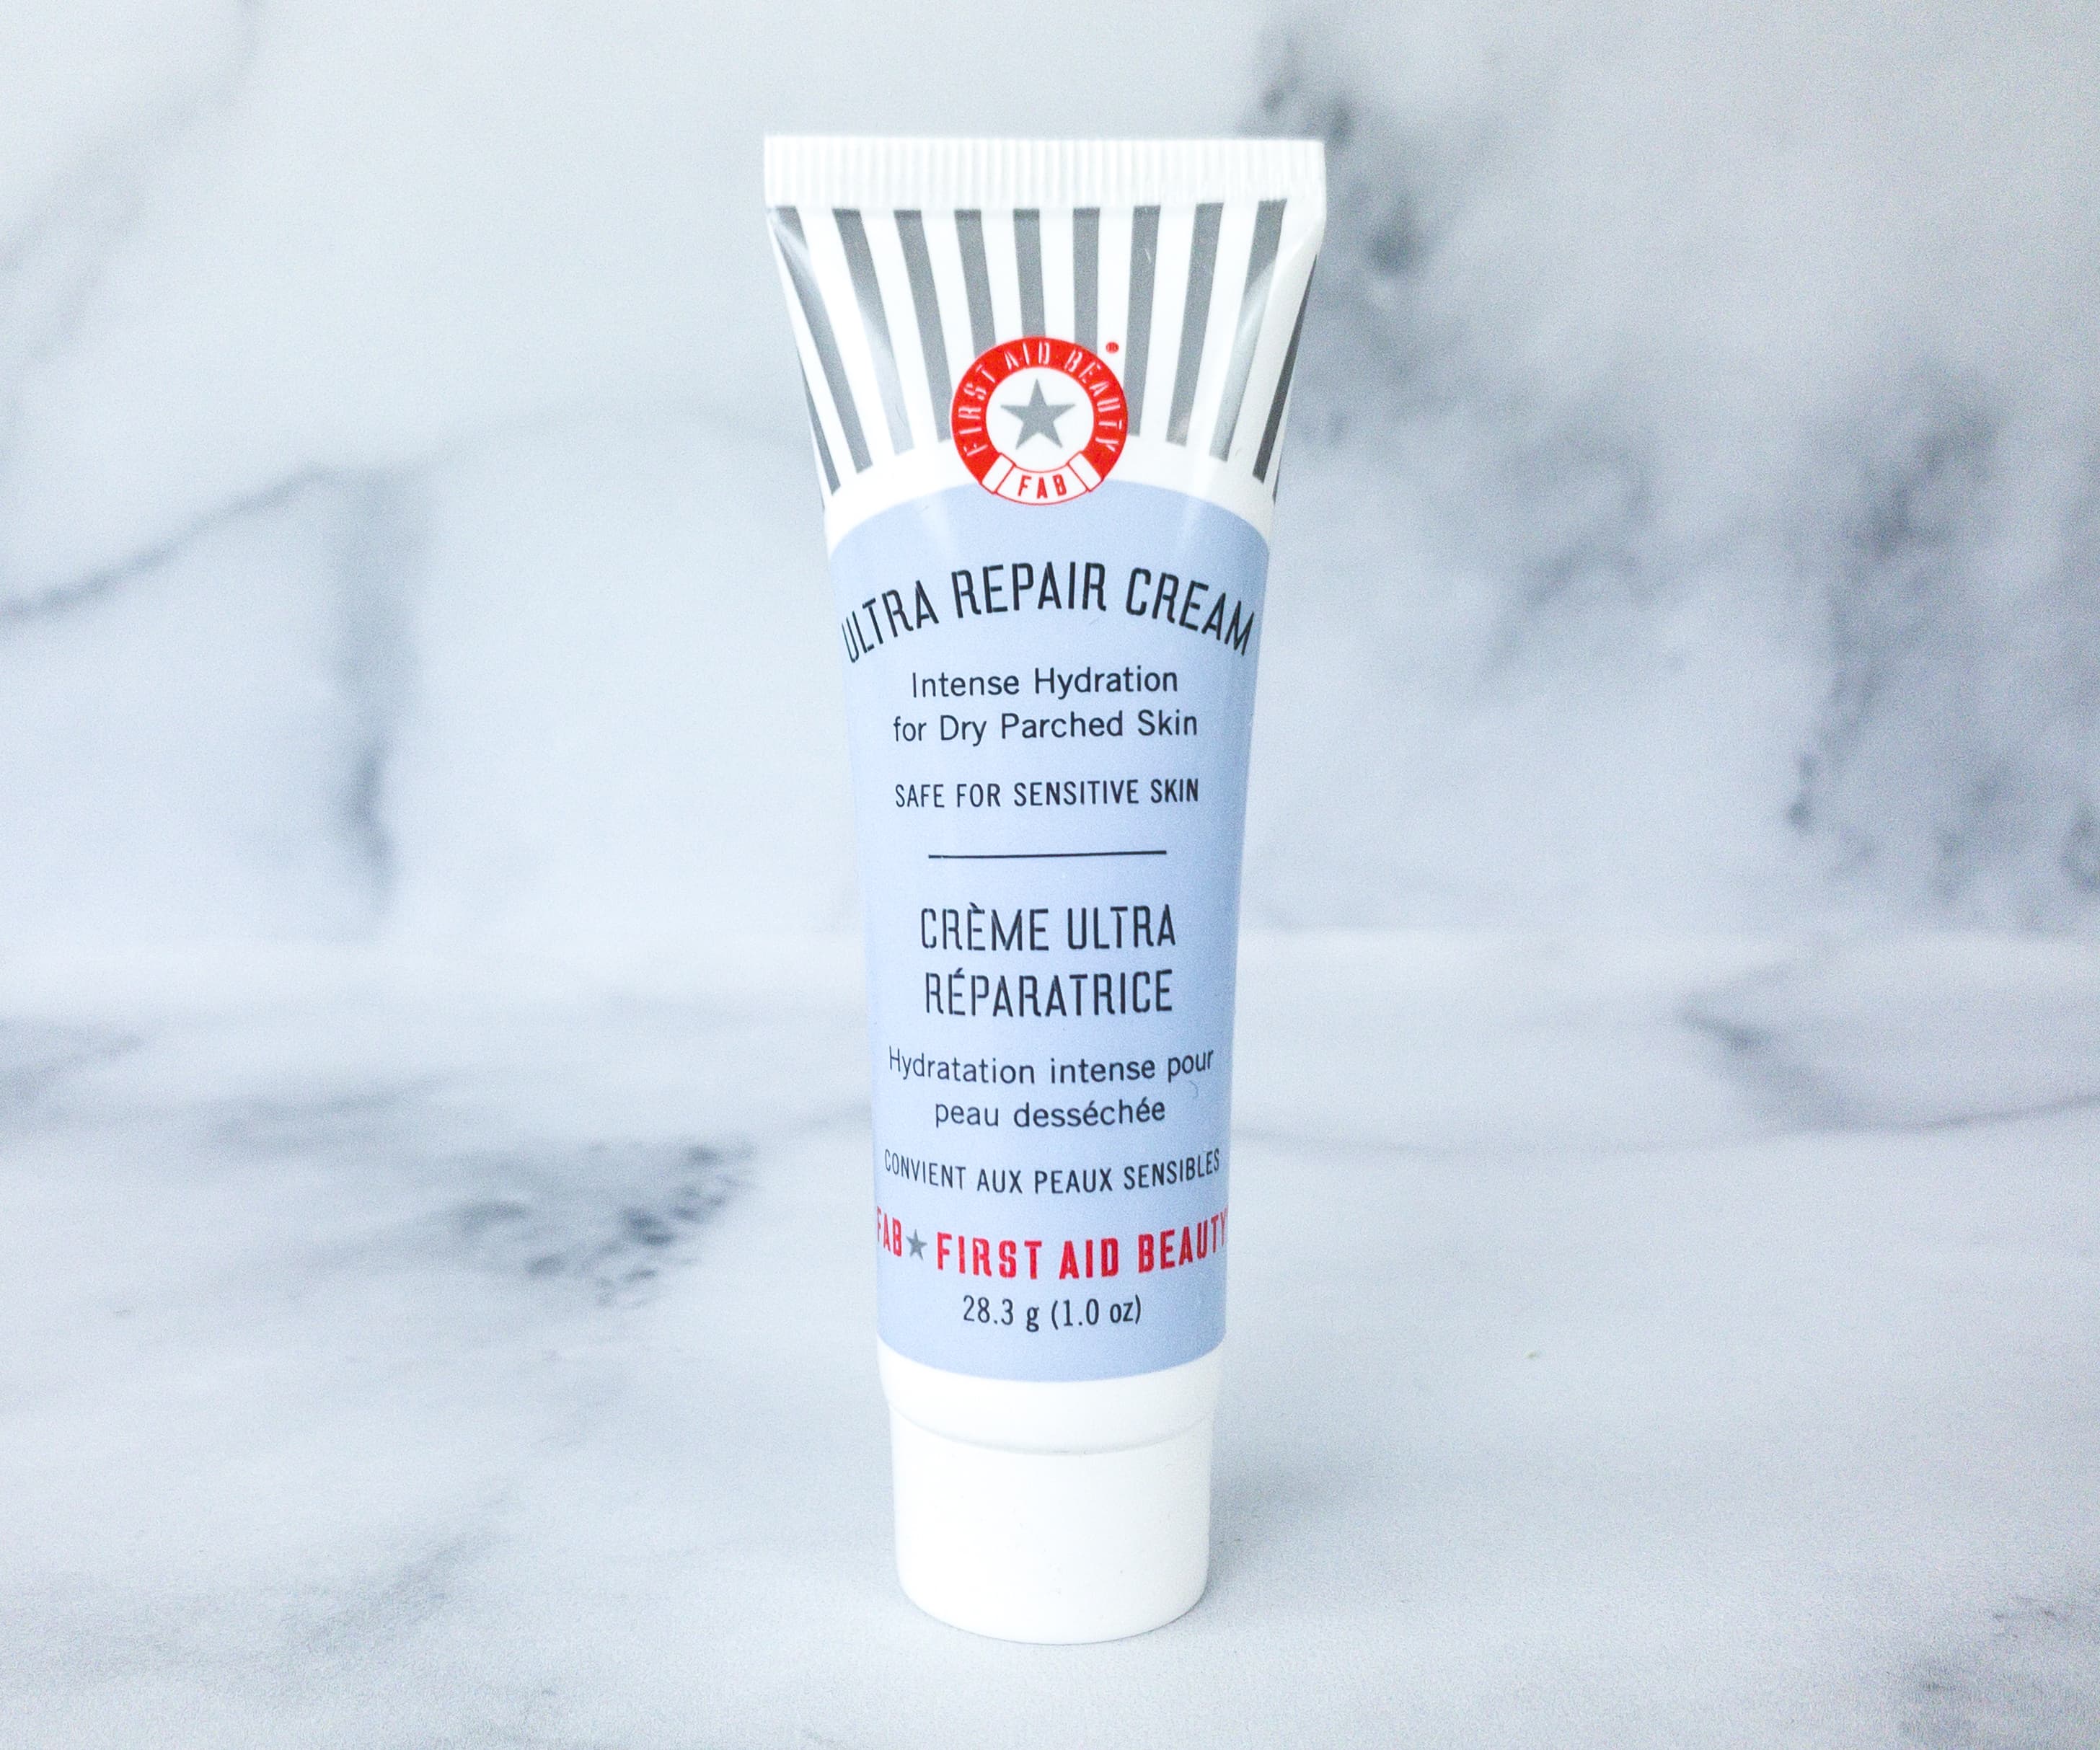 FIRST AID BEAUTY
FAB
ULTRA REPAIR CREAM
Intense Hydration
for Dry Parched Skin
SAFE FOR SENSITIVE SKIN
CRÈME ULTRA
RÉPARATRICE
Hydratation intense pour
peau desséchée
CONVIENT AUX PEAUX SENSIBLES
FAB★FIRST AID BEAUTY
28.3 g (1.0 oz)